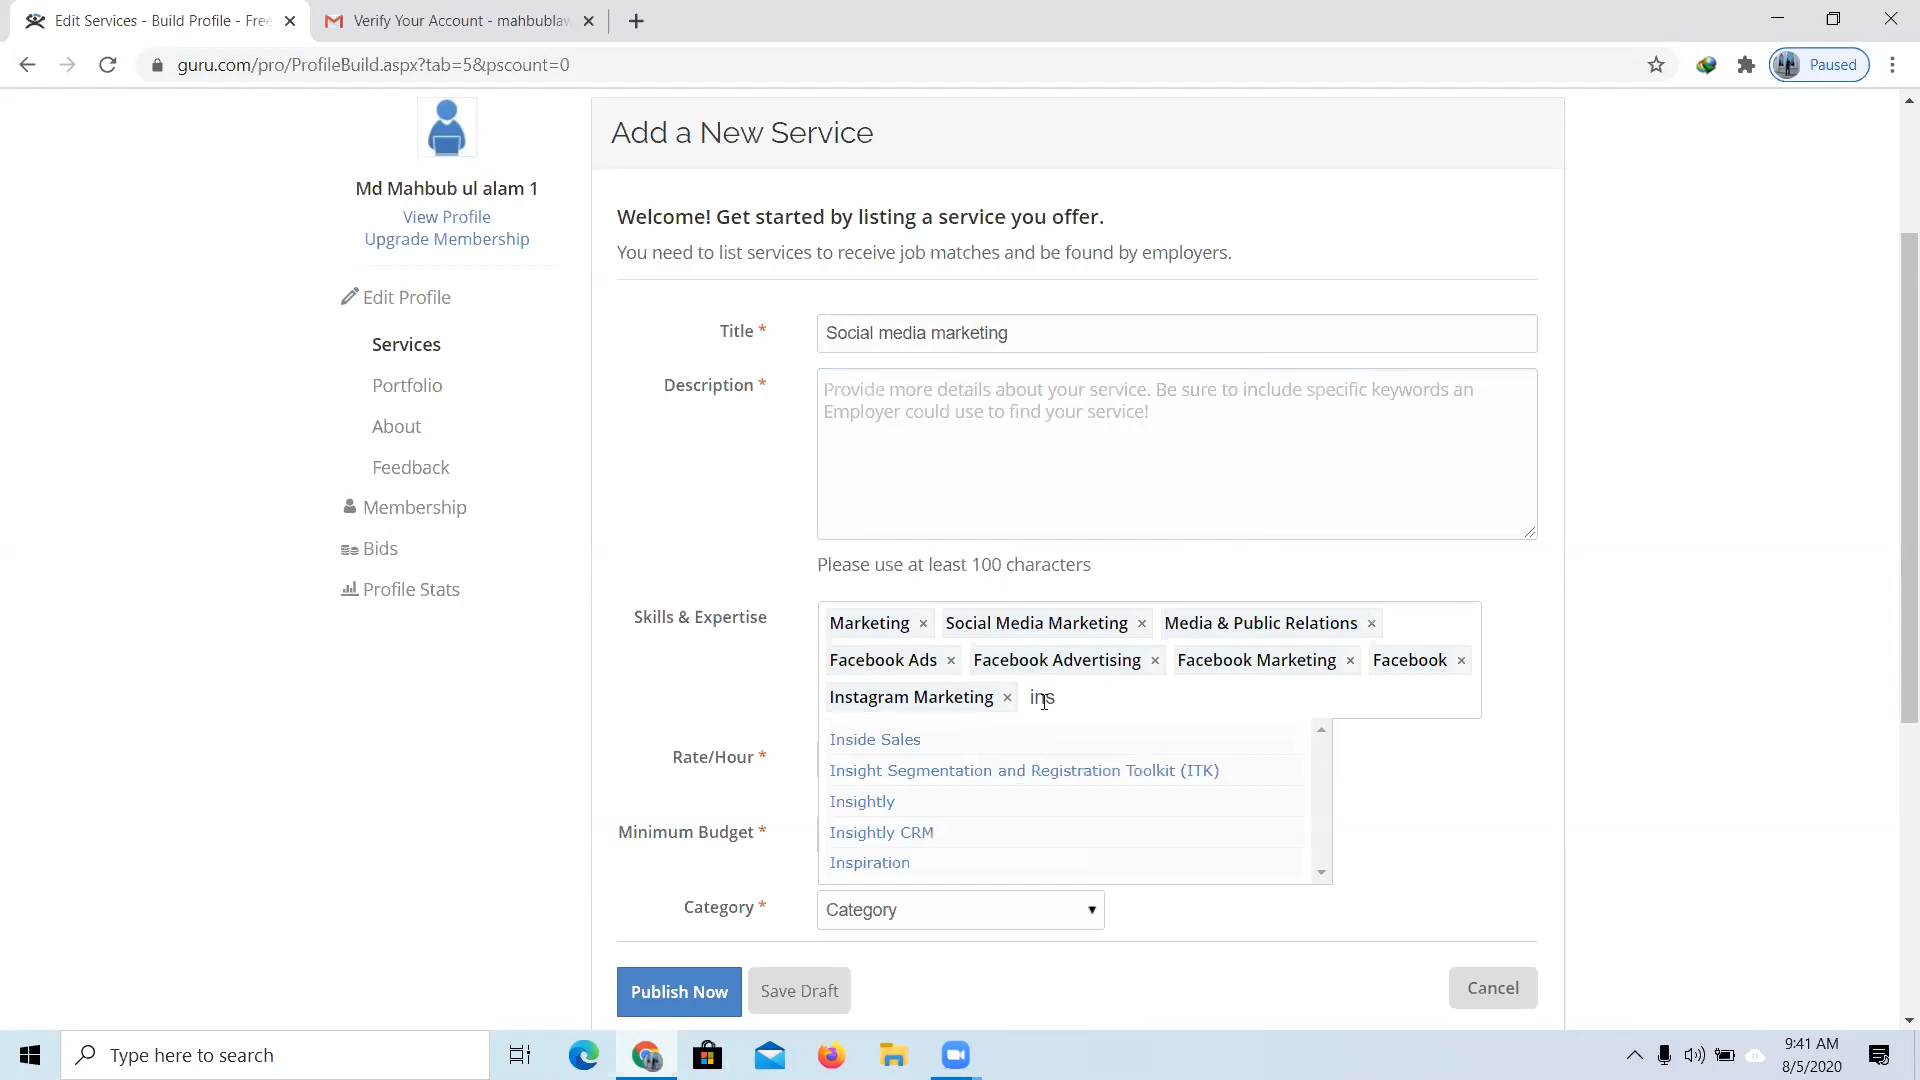 Edit Services - Build Profile - Free
Verify Your Account - mahbublaw
guru.com/pro/ProfileBuild.aspx?tab=5&pscount=0
Paused
Md Mahbub ul alam 1
View Profile
Upgrade Membership
Edit Profile
Services
Portfolio
About
Feedback
Membership
Bids
Profile Stats
Add a New Service
Welcome! Get started by listing a service you offer.
You need to list services to receive job matches and be found by employers.
Title *
Social media marketing
Description *
Provide more details about your service. Be sure to include specific keywords an
Employer could use to find your service!
Please use at least 100 characters
Skills & Expertise
Marketing × Social Media Marketing × Media & Public Relations ×
Facebook Ads × Facebook Advertising × Facebook Marketing × Facebook ×
Instagram Marketing × ins
Inside Sales
Insight Segmentation and Registration Toolkit (ITK)
Insightly
Insightly CRM
Inspiration
Rate/Hour *
Minimum Budget *
Category *
Category
Publish Now
Save Draft
Cancel
Type here to search
9:41 AM
8/5/2020